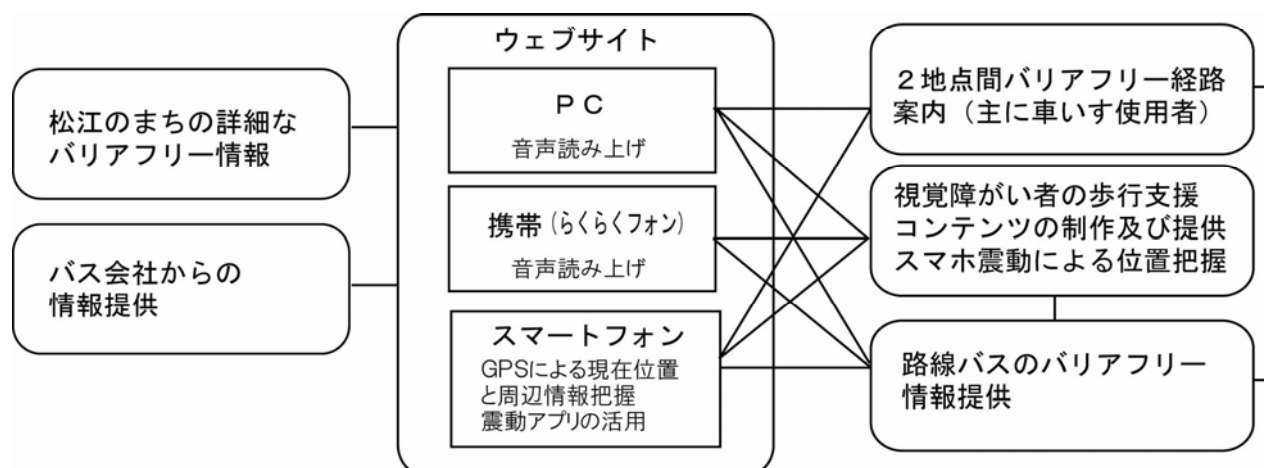 松江のまちの詳細な
バリアフリー情報
バス会社からの
情報提供
ウェブサイト
ＰＣ
音声読み上げ
携帯(らくらくフォン)
音声読み上げ
スマートフォン
GPSによる現在位置
と周辺情報把握
震動アプリの活用
２地点間バリアフリー経路
案内（主に車いす使用者）
視覚障がい者の歩行支援
コンテンツの制作及び提供
スマホ震動による位置把握
路線バスのバリアフリー
情報提供